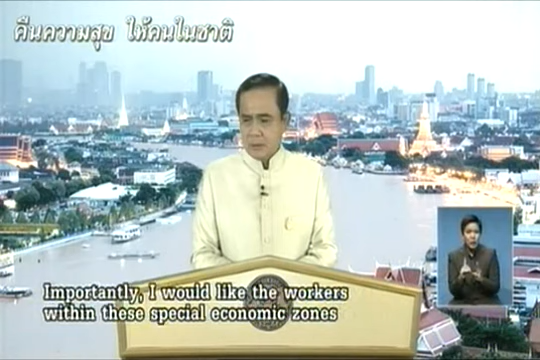 คืนความสุข ให้คนในชาติ
Importantly, I would like the workers
within these special economic zones